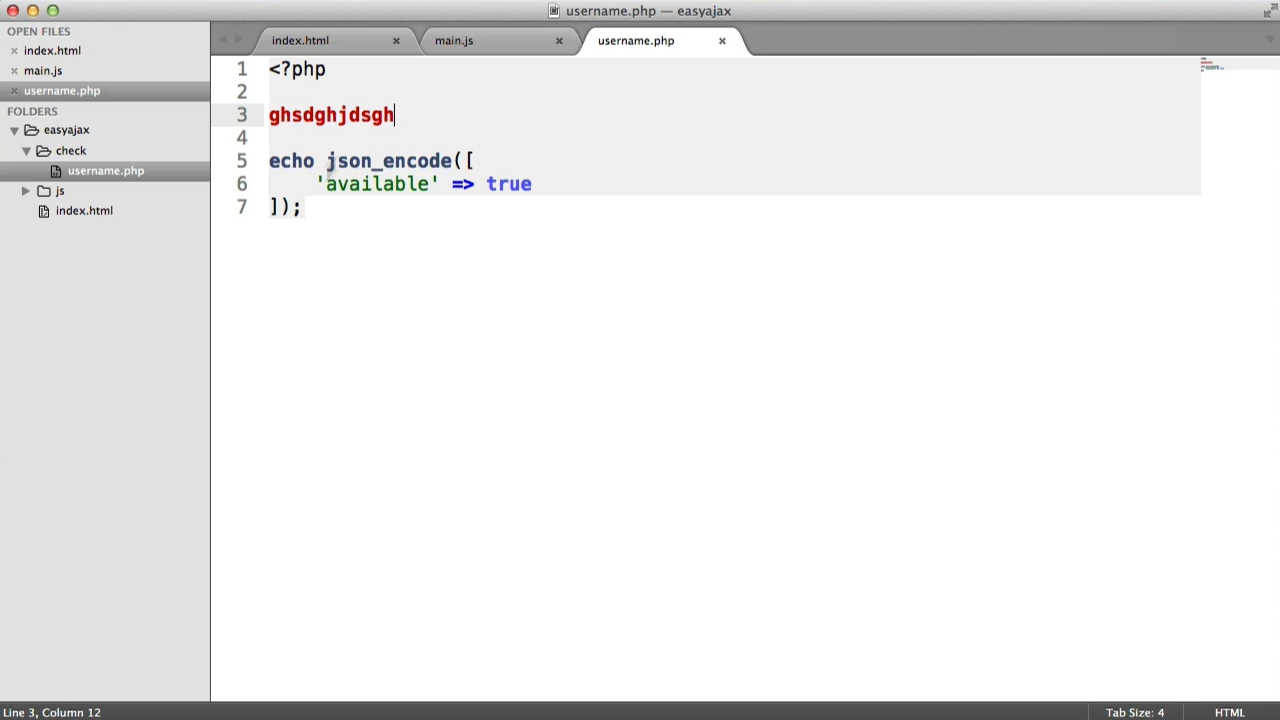 username.php — easyajax
OPEN FILES
index.html
main.js
username.php
FOLDERS
easyajax
check
username.php
js
index.html
index.html
main.js
username.php
1 <?php
2
3 ghsdghjdsgh
4
5 echo json_encode([
6 'available' => true
7 ]);
Line 3, Column 12
Tab Size: 4
HTML